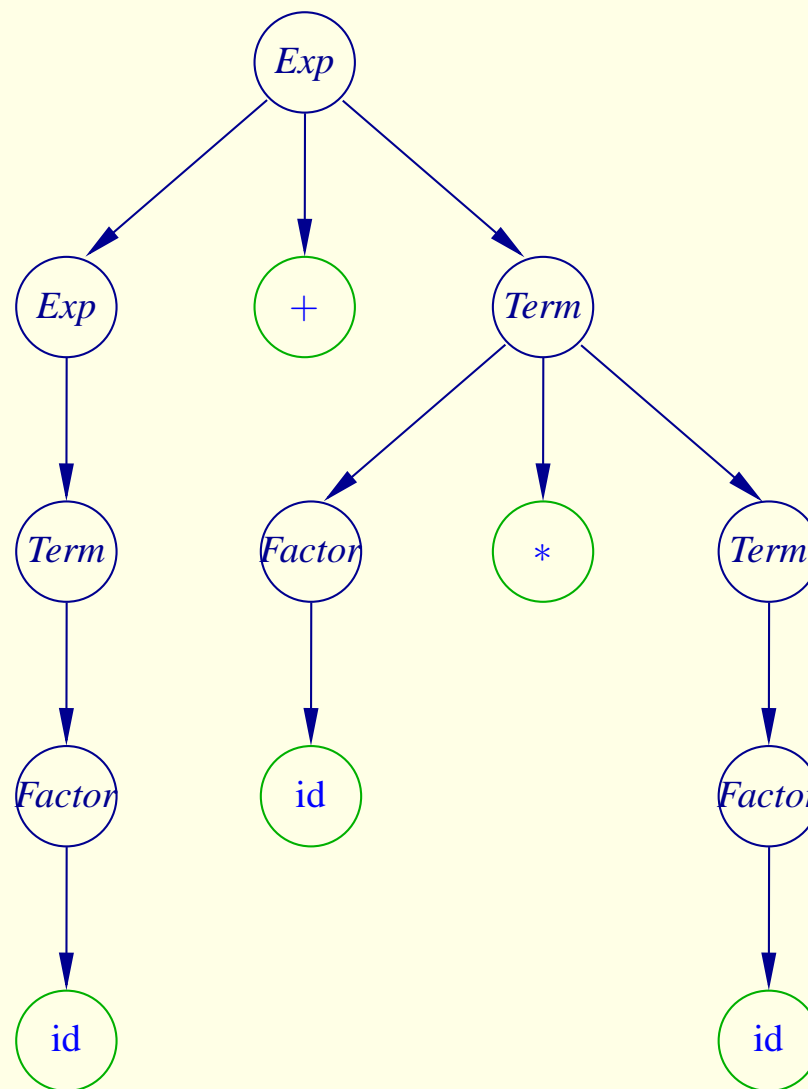 Exp
Exp + Term
Term Factor * Term
Factor id Factor
id id